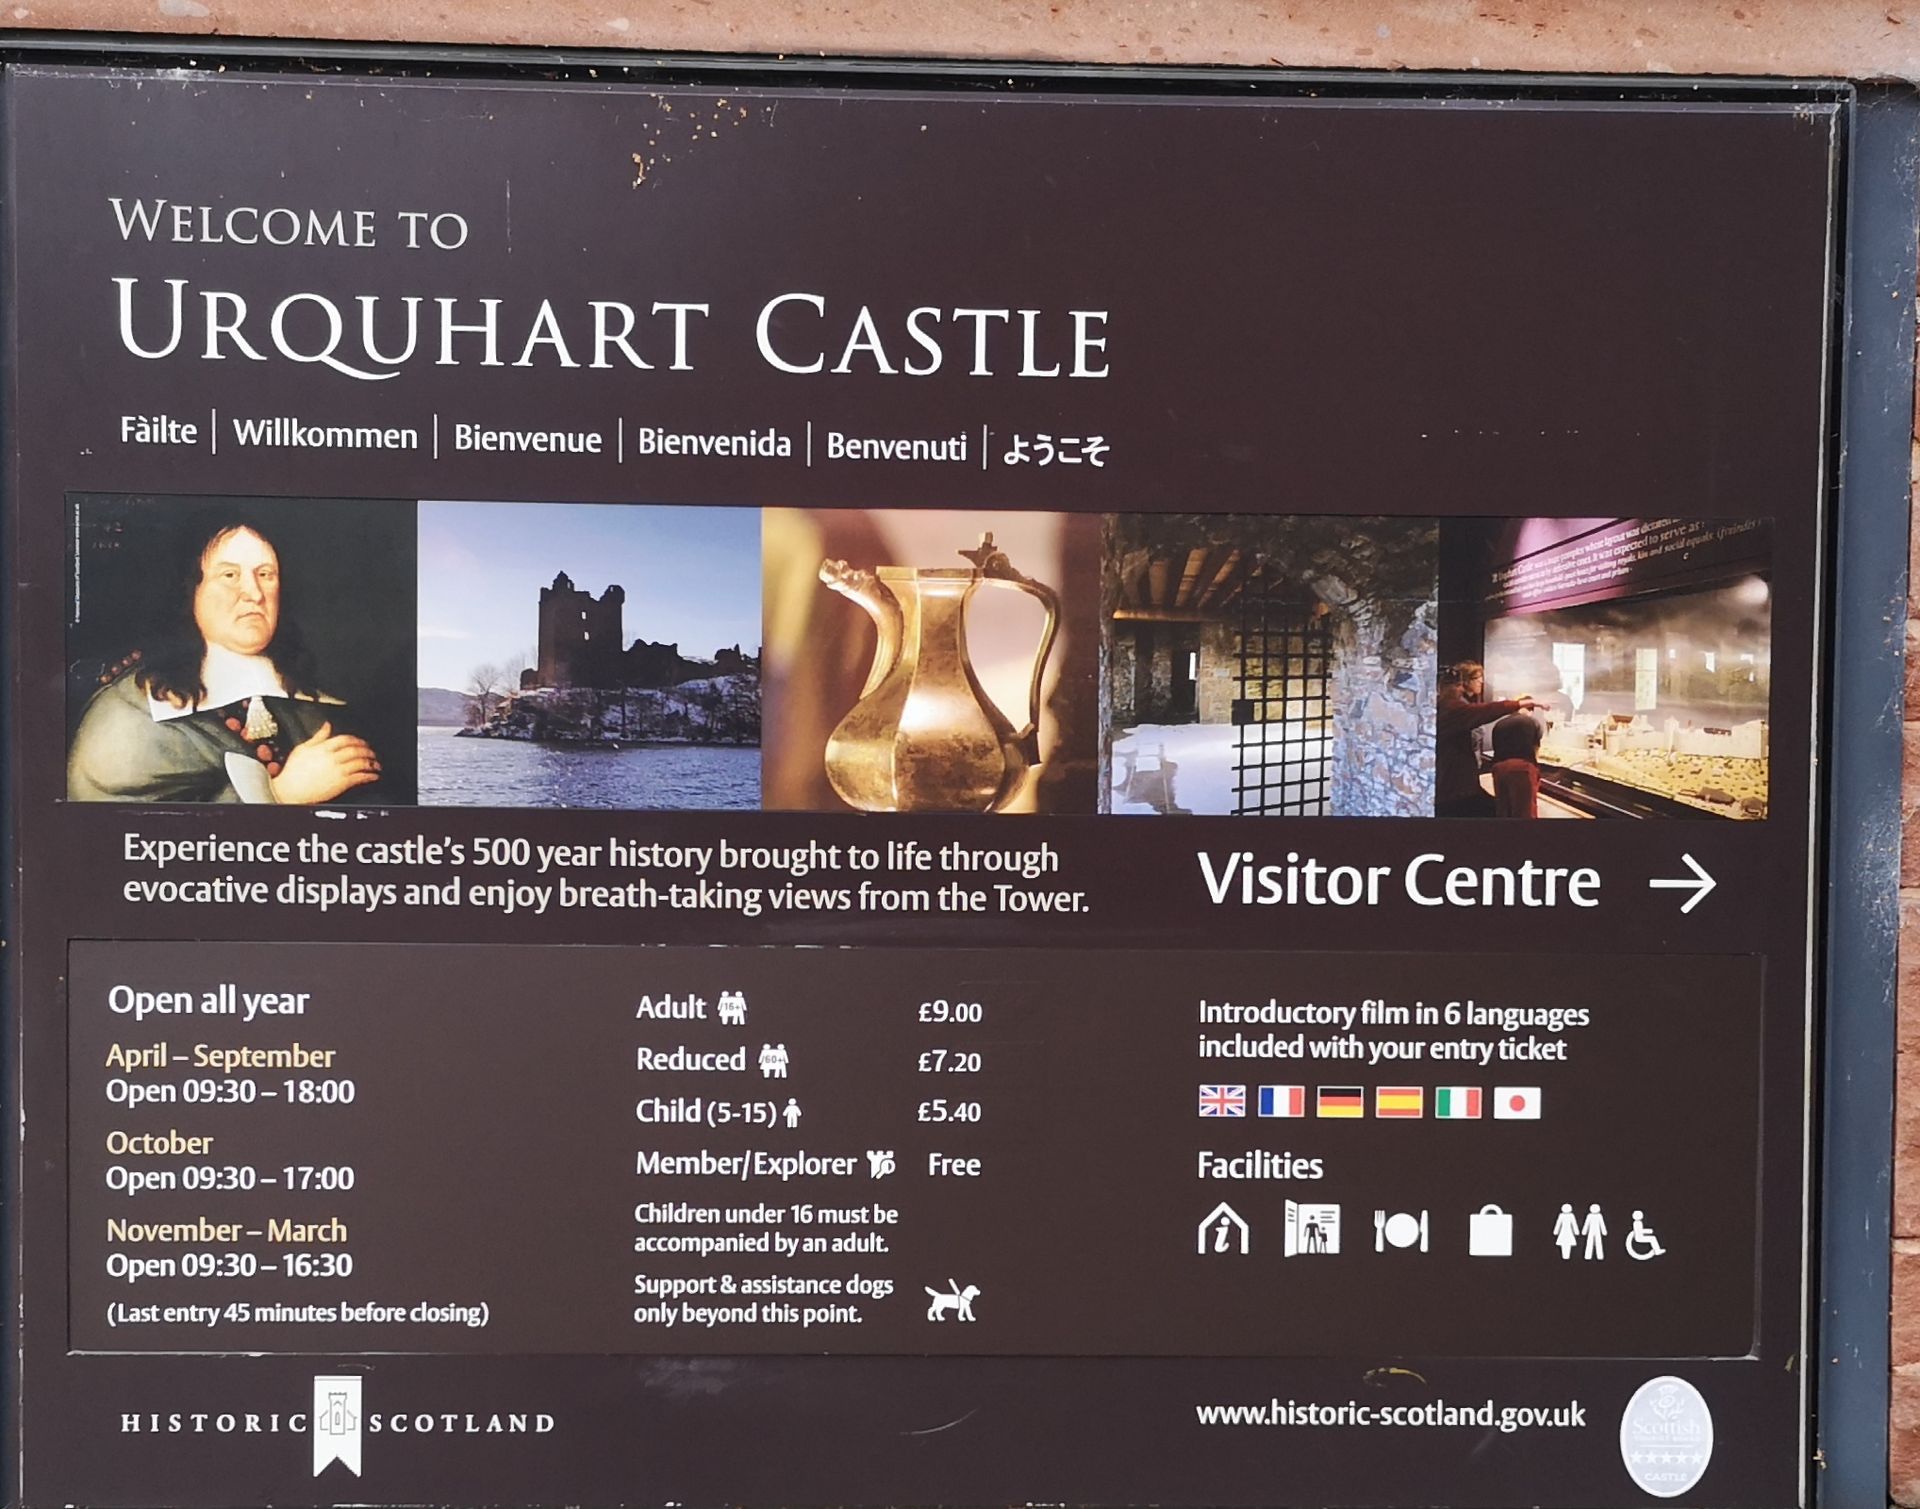 WELCOME TO
URQUHART CASTLE
Fàilte | Willkommen | Bienvenue | Bienvenida | Benvenuti | ようこそ
Experience the castle's 500 year history brought to life through
evocative displays and enjoy breath-taking views from the Tower.
Visitor Centre →
Open all year
April – September
Open 09:30 – 18:00
October
Open 09:30 – 17:00
November – March
Open 09:30 – 16:30
(Last entry 45 minutes before closing)
Adult 16+ £9.00
Reduced 60+ £7.20
Child (5-15) £5.40
Member/Explorer Free
Children under 16 must be
accompanied by an adult.
Support & assistance dogs
only beyond this point.
Introductory film in 6 languages
included with your entry ticket
Facilities
HISTORIC SCOTLAND
www.historic-scotland.gov.uk
Scottish
CASTLE